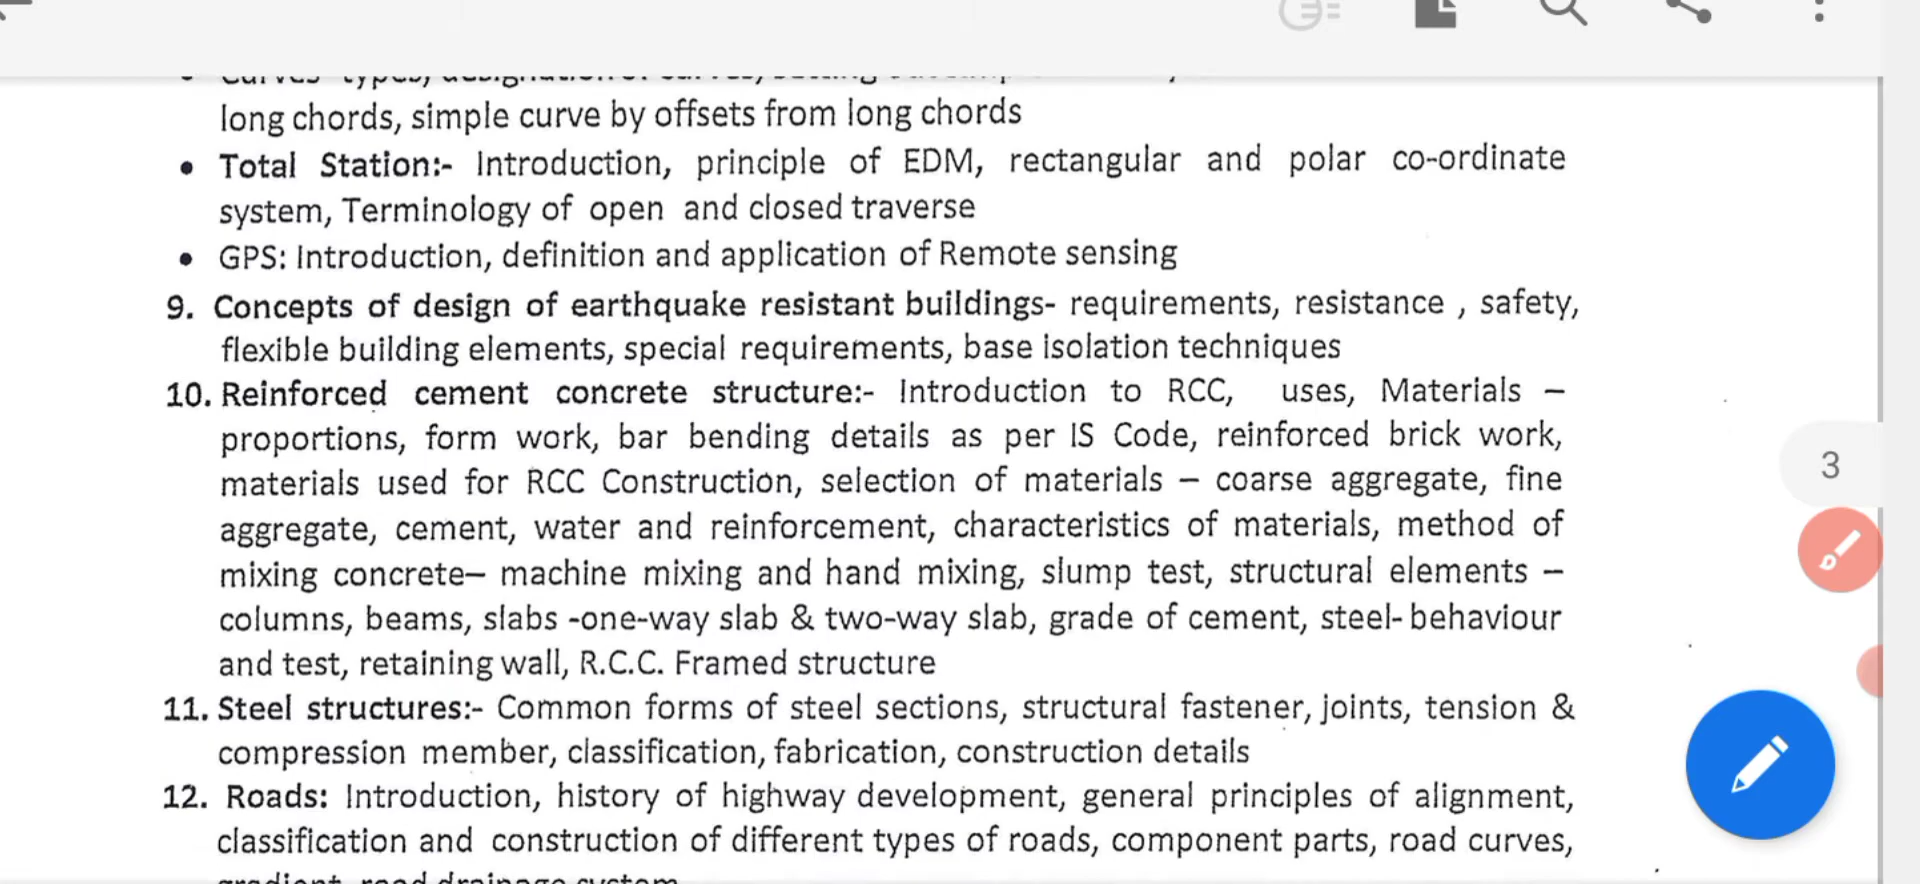 long chords, simple curve by offsets from long chords
• Total Station:- Introduction, principle of EDM, rectangular and polar co-ordinate
system, Terminology of open and closed traverse
• GPS: Introduction, definition and application of Remote sensing
9. Concepts of design of earthquake resistant buildings- requirements, resistance , safety,
flexible building elements, special requirements, base isolation techniques
10. Reinforced cement concrete structure:- Introduction to RCC, uses, Materials –
proportions, form work, bar bending details as per IS Code, reinforced brick work,
materials used for RCC Construction, selection of materials – coarse aggregate, fine
aggregate, cement, water and reinforcement, characteristics of materials, method of
mixing concrete– machine mixing and hand mixing, slump test, structural elements –
columns, beams, slabs -one-way slab & two-way slab, grade of cement, steel- behaviour
and test, retaining wall, R.C.C. Framed structure
11. Steel structures:- Common forms of steel sections, structural fastener, joints, tension &
compression member, classification, fabrication, construction details
12. Roads: Introduction, history of highway development, general principles of alignment,
classification and construction of different types of roads, component parts, road curves,
gradient, road drainage system
3